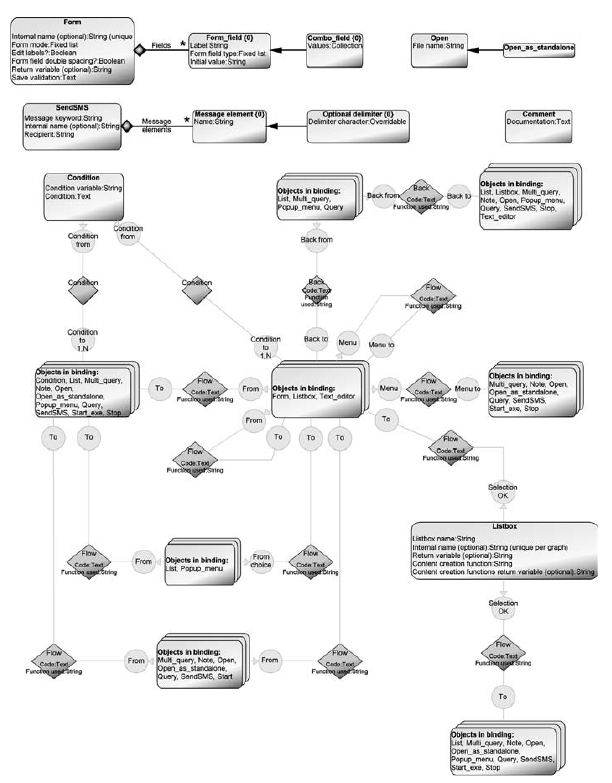 Form
Internal name (optional):String (unique
Form mode:Fixed list
Edit labels?:Boolean
Form field double spacing?:Boolean
Return variable (optional):String
Save validation:Text
Fields
*
Form_field {0}
Label String
Form field type:Fixed list
Initial value:String
Combo_field {0}
Values:Collection
Open
File name:String
Open_as_standalone
SendSMS
Message keyword:String
Internal name (optional):String
Recipient:String
Message
elements
*
Message element {0}
Name:String
Optional delimiter {0}
Delimiter character:Overridable
Comment
Documentation:Text
Condition
Condition variable:String
Condition:Text
Objects in binding:
List, Multi_query,
Popup_menu, Query
Back from
Back
Code:Text
Function used:String
Back to
Objects in binding:
List, Listbox, Multi_query,
Note, Open, Popup_menu,
Query, SendSMS, Stop,
Text_editor
Condition
from
Condition
from
Back from
Condition
Condition
Back
Code:Text
Function
used:String
Flow
Code:Text
Function used:String
Condition
to
1,N
Condition
to
1,N
Back to
Menu
Menu to
Objects in binding:
Condition, List, Multi_query,
Note, Open,
Open_as_standalone,
Popup_menu, Query,
SendSMS, Start_exe, Stop
To
Flow
Code:Text
Function used:String
From
Objects in binding:
Form, Listbox, Text_editor
Menu
Flow
Code:Text
Function used:String
Menu to
Objects in binding:
Multi_query, Note, Open,
Open_as_standalone,
Query, SendSMS,
Start_exe, Stop
To
To
From
To
To
To
To
Flow
Code:Text
Function used:String
Flow
Code:Text
Function used:String
Selection
OK
Listbox
Listbox name:String
Internal name (optional):String (unique per graph)
Return variable (optional):String
Content creation function:String
Content creation functions return variable (optional):String
Flow
Code:Text
Function used:String
From
Objects in binding:
List, Popup_menu
From
choice
Flow
Code:Text
Function used:String
Selection
OK
Flow
Code:Text
Function used:String
From
Objects in binding:
Multi_query, Note, Open,
Open_as_standalone,
Query, SendSMS, Start
From
Flow
Code:Text
Function used:String
Flow
Code:Text
Function used:String
To
Objects in binding:
List, Multi_query, Note, Open,
Open_as_standalone,
Popup_menu, Query, SendSMS,
Start_exe, Stop